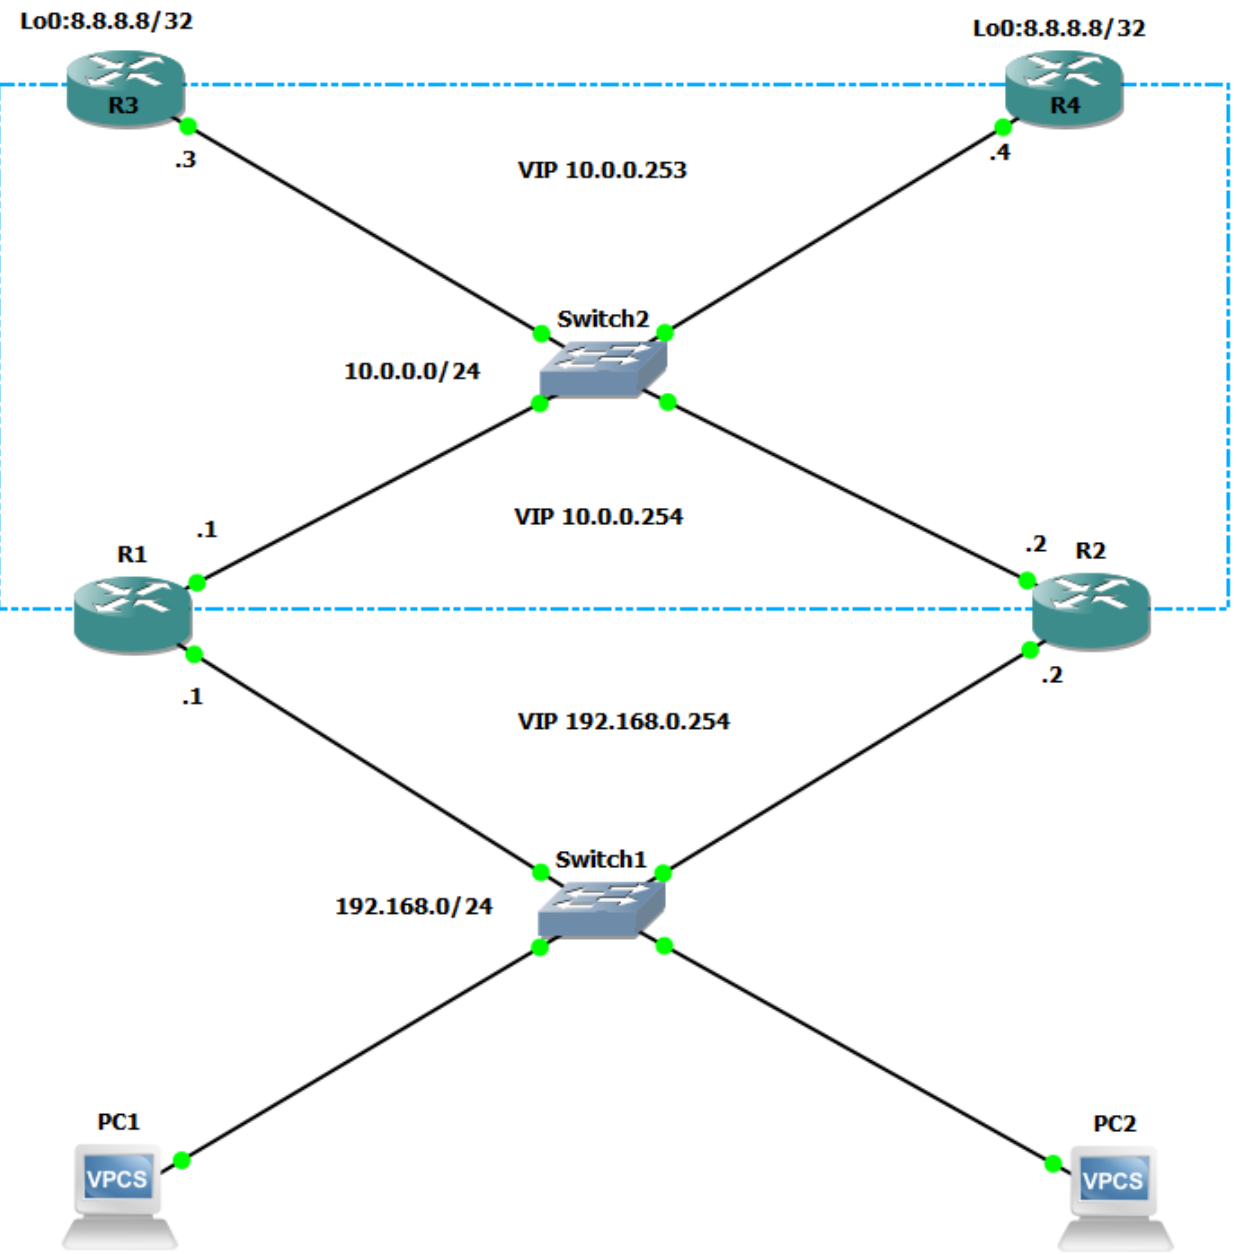 Lo0:8.8.8.8/32
Lo0:8.8.8.8/32
R3
R4
.3
.4
VIP 10.0.0.253
Switch2
10.0.0.0/24
VIP 10.0.0.254
.1
.2
R1
R2
.1
.2
VIP 192.168.0.254
Switch1
192.168.0/24
PC1
PC2
VPCS
VPCS